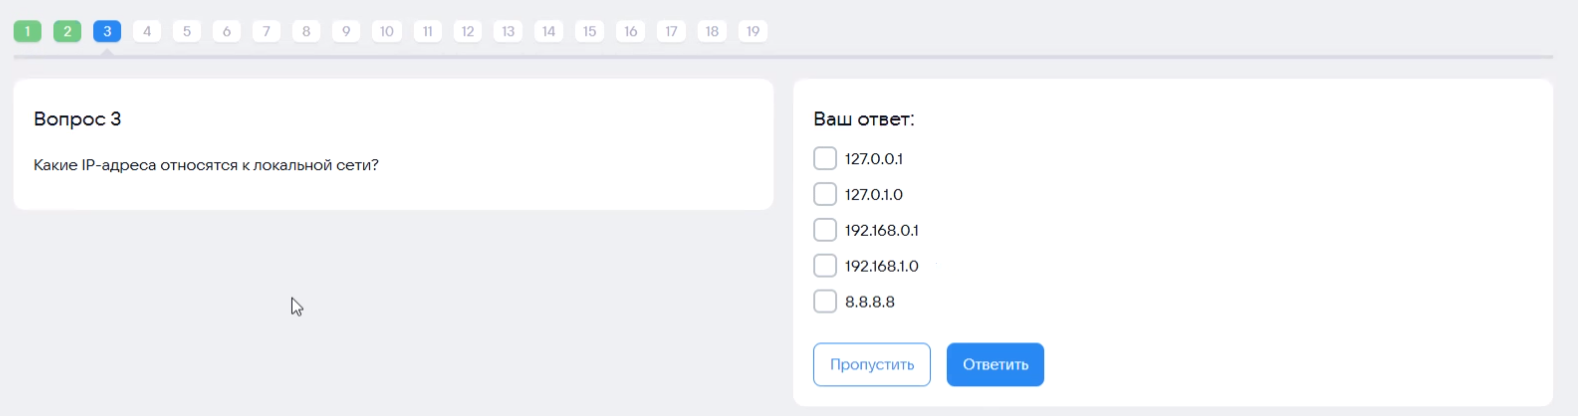 1 2 3 4 5 6 7 8 9 10 11 12 13 14 15 16 17 18 19
Вопрос 3
Какие IP-адреса относятся к локальной сети?
Ваш ответ:
127.0.0.1
127.0.1.0
192.168.0.1
192.168.1.0
8.8.8.8
Пропустить Ответить